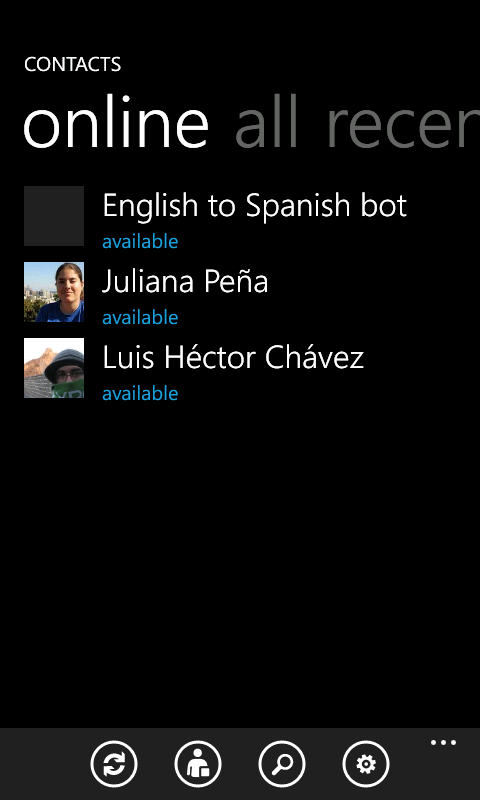 CONTACTS
online all recen
English to Spanish bot
available
Juliana Peña
available
Luis Héctor Chávez
available